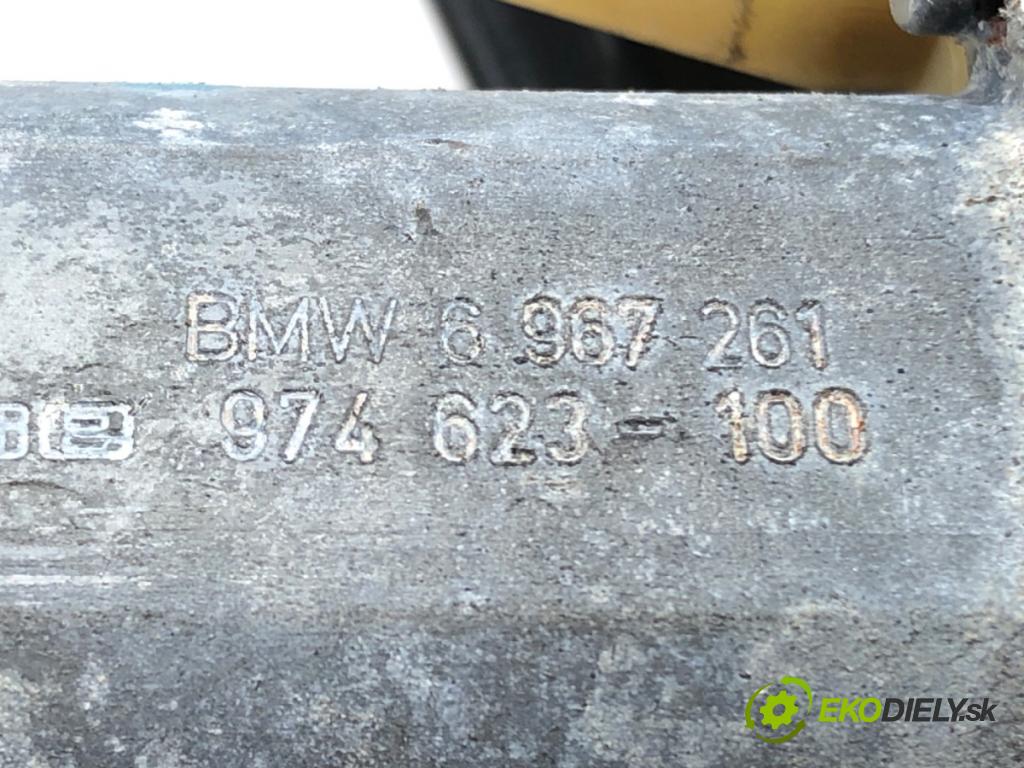 BMW 6 967 261
974 623-100
EKODIELY.sk